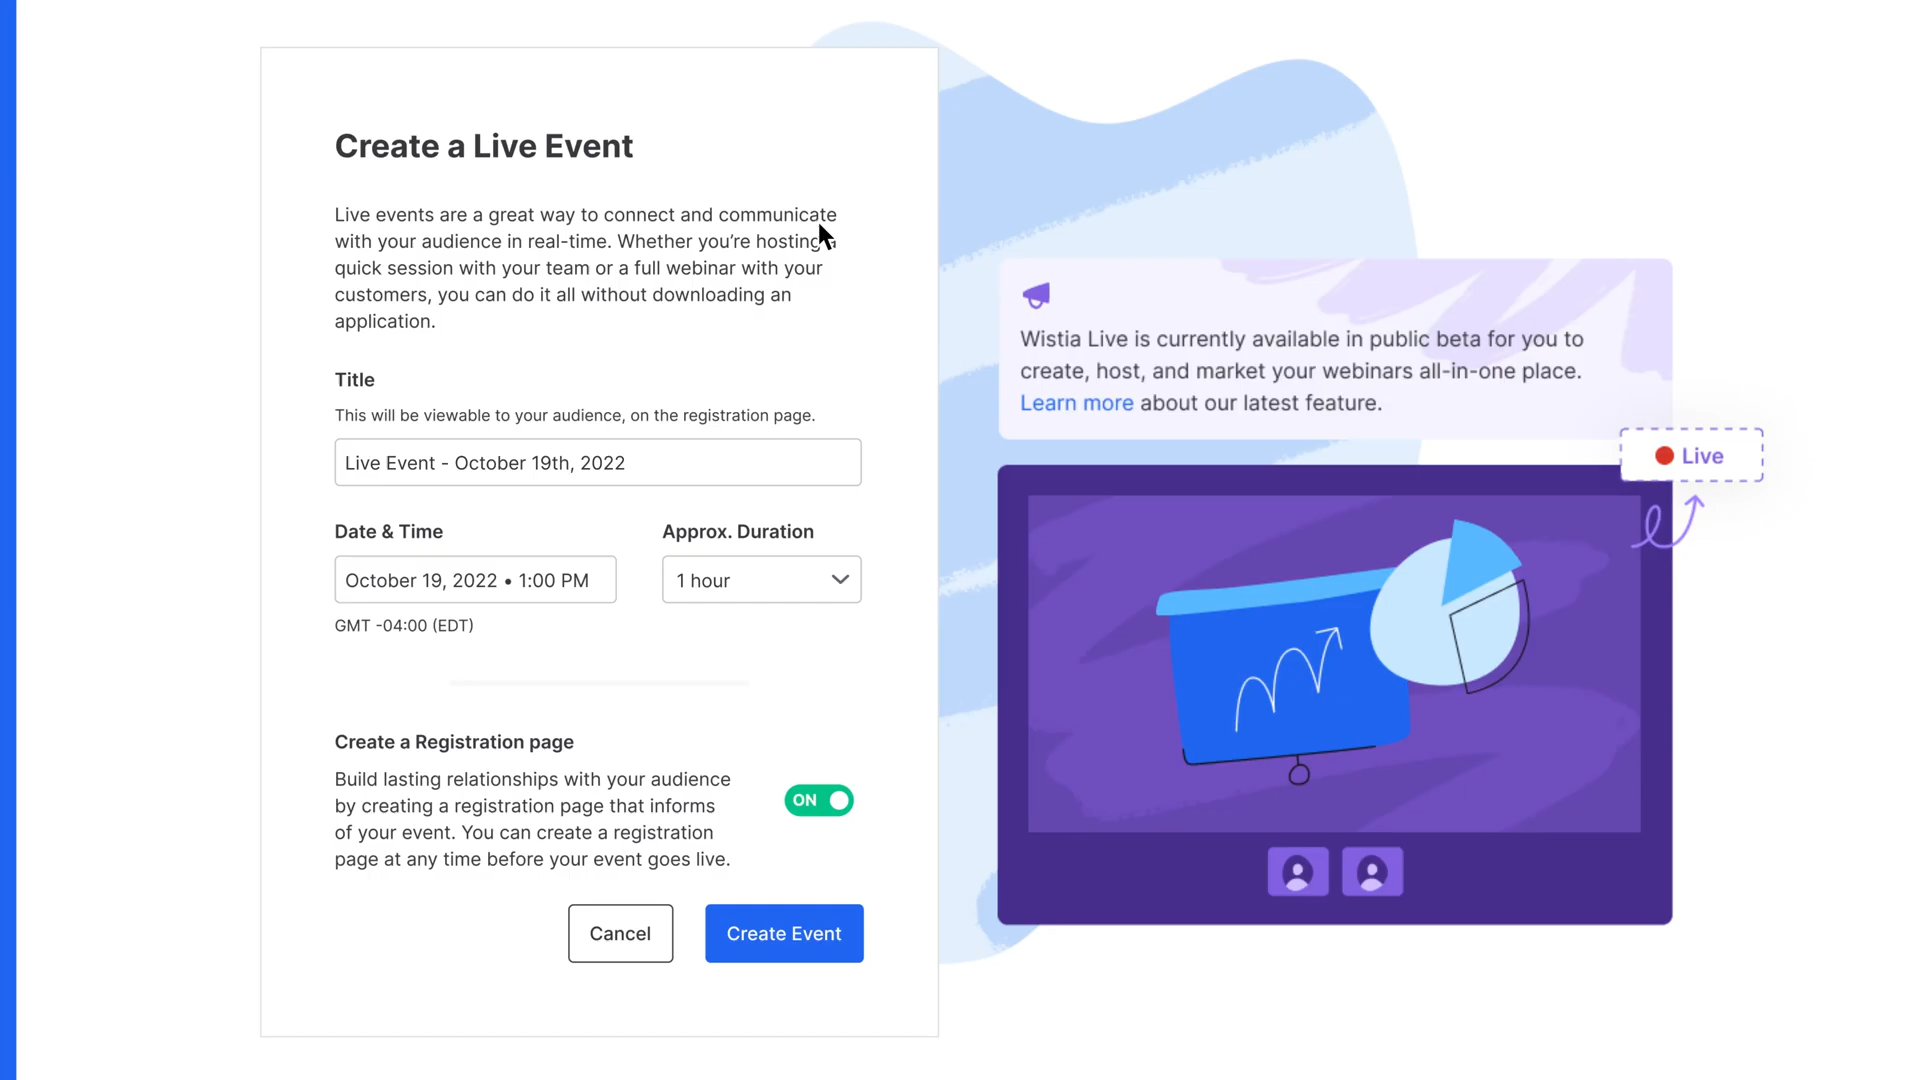 Create a Live Event
Live events are a great way to connect and communicate
with your audience in real-time. Whether you’re hosting a
quick session with your team or a full webinar with your
customers, you can do it all without downloading an
application.
Title
This will be viewable to your audience, on the registration page.
Live Event - October 19th, 2022
Date & Time
Approx. Duration
October 19, 2022 • 1:00 PM
1 hour
GMT -04:00 (EDT)
Create a Registration page
Build lasting relationships with your audience
by creating a registration page that informs
of your event. You can create a registration
page at any time before your event goes live.
ON
Cancel
Create Event
Wistia Live is currently available in public beta for you to
create, host, and market your webinars all-in-one place.
Learn more about our latest feature.
Live